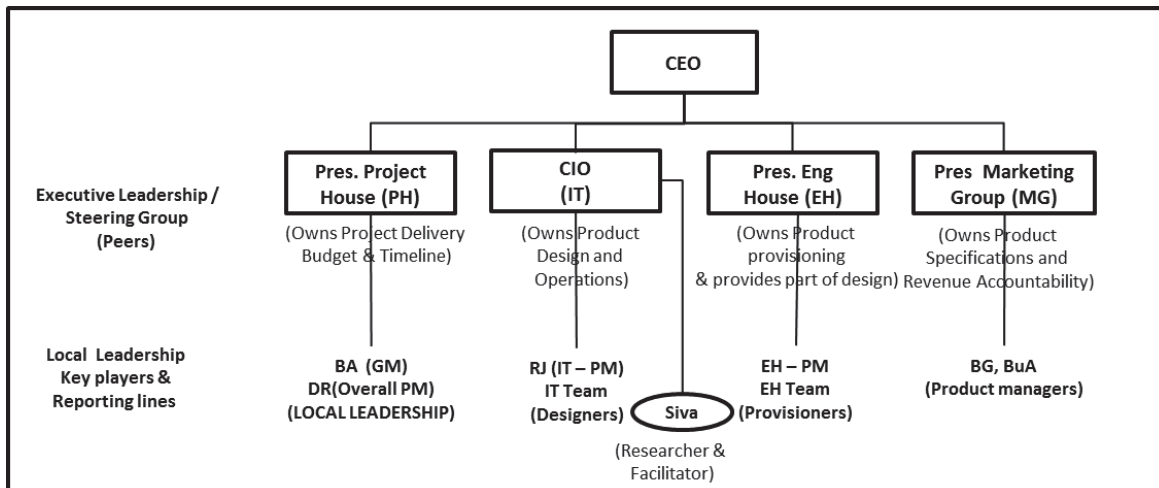 CEO
Executive Leadership /
Steering Group
(Peers)
Pres. Project
House (PH)
(Owns Project Delivery
Budget & Timeline)
CIO
(IT)
(Owns Product
Design and
Operations)
Pres. Eng
House (EH)
(Owns Product
provisioning
& provides part of design)
Pres Marketing
Group (MG)
(Owns Product
Specifications and
Revenue Accountability)
Local Leadership
Key players &
Reporting lines
BA (GM)
DR(Overall PM)
(LOCAL LEADERSHIP)
RJ (IT – PM)
IT Team
(Designers)
Siva
(Researcher &
Facilitator)
EH – PM
EH Team
(Provisioners)
BG, BuA
(Product managers)